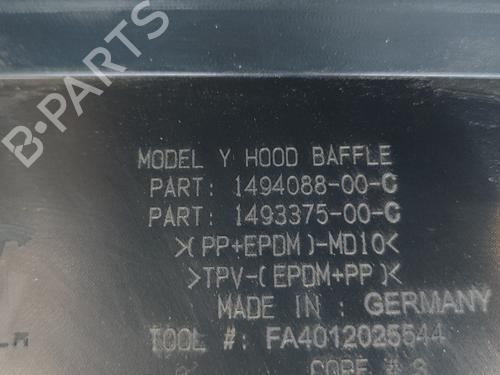 B-PARTS
MODEL Y HOOD BAFFLE
PART: 1494088-00-C
PART: 1493375-00-C
>(PP+EPDM)-MD10<
>TPV-(EPDM+PP)<
MADE IN : GERMANY
TOOL #: FA4012025544
CORE # S